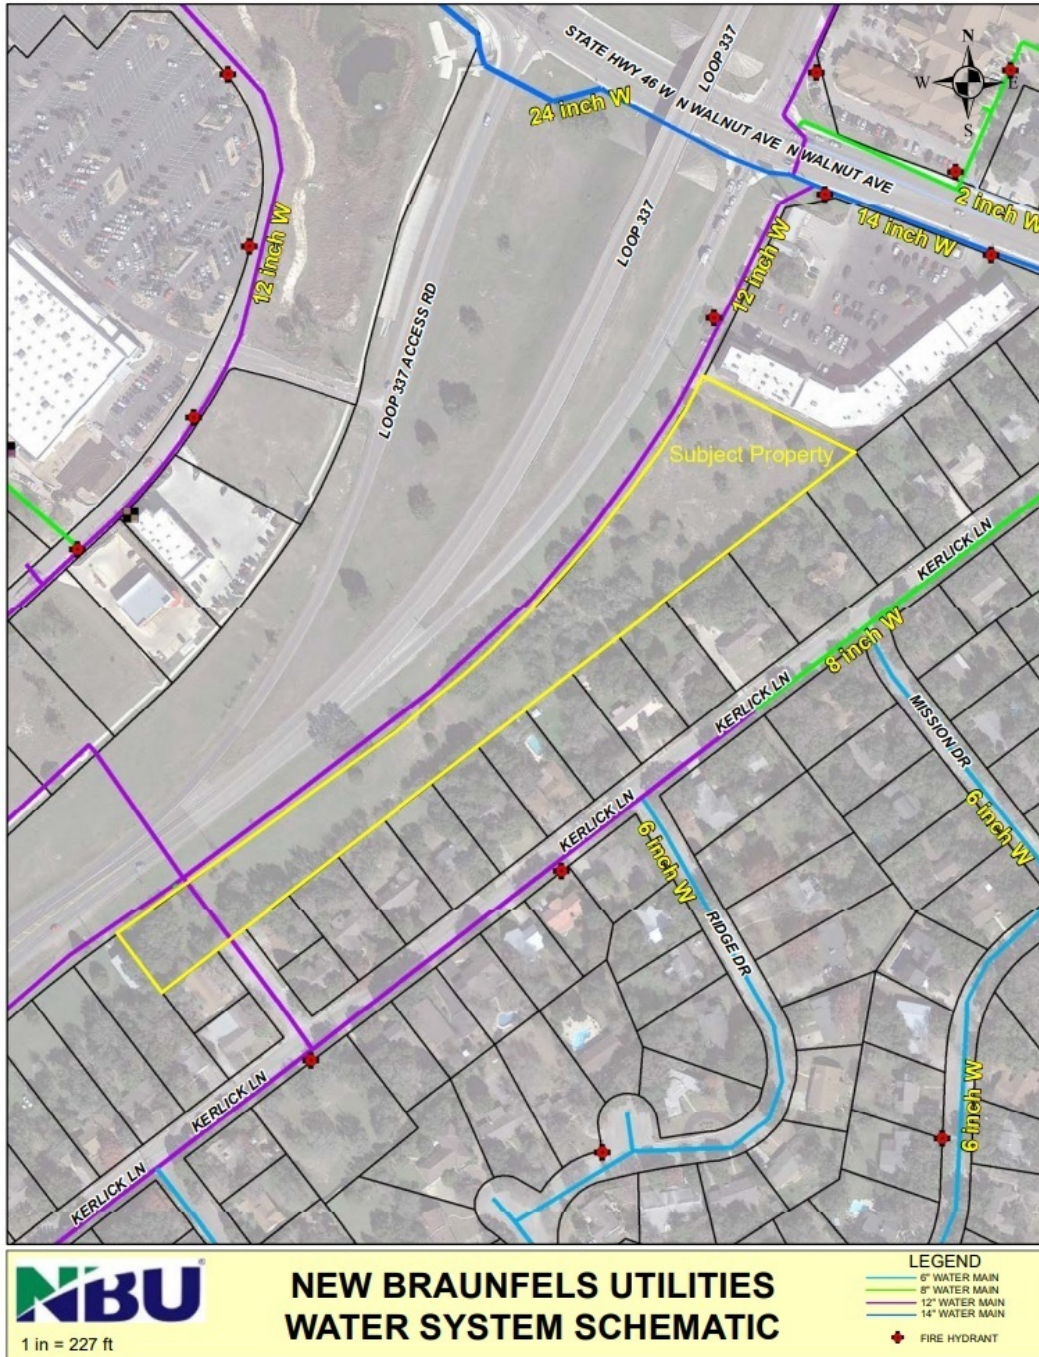 STATE HWY 46 W N WALNUT AVE N WALNUT AVE
LOOP 337
N
W E
S
24 inch W
2 inch W
14 inch W
12 inch W
LOOP 337
12 inch W
LOOP 337 ACCESS RD
Subject Property
KERLICK LN
8 inch W
KERLICK LN
MISSION DR
6 inch W
KERLICK LN
6 inch W
RIDGE DR
6 inch W
KERLICK LN
KERLICK LN
NBU®
1 in = 227 ft
NEW BRAUNFELS UTILITIES
WATER SYSTEM SCHEMATIC
LEGEND
6" WATER MAIN
8" WATER MAIN
12" WATER MAIN
14" WATER MAIN
FIRE HYDRANT